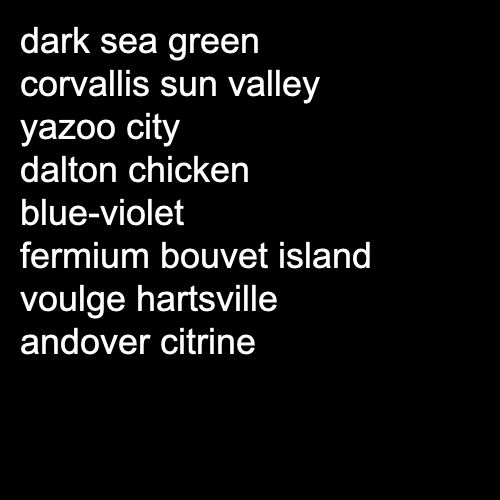 dark sea green
corvallis sun valley
yazoo city
dalton chicken
blue-violet
fermium bouvet island
voulge hartsville
andover citrine